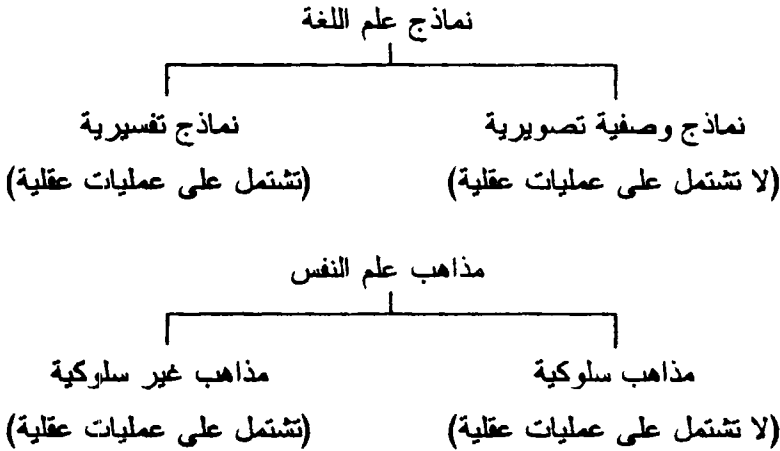 نماذج علم اللغة
نماذج وصفية تصويرية نماذج تفسيرية
(لا تشتمل على عمليات عقلية) (تشتمل على عمليات عقلية)
مذاهب علم النفس
مذاهب سلوكية مذاهب غير سلوكية
(لا تشتمل على عمليات عقلية) (تشتمل على عمليات عقلية)